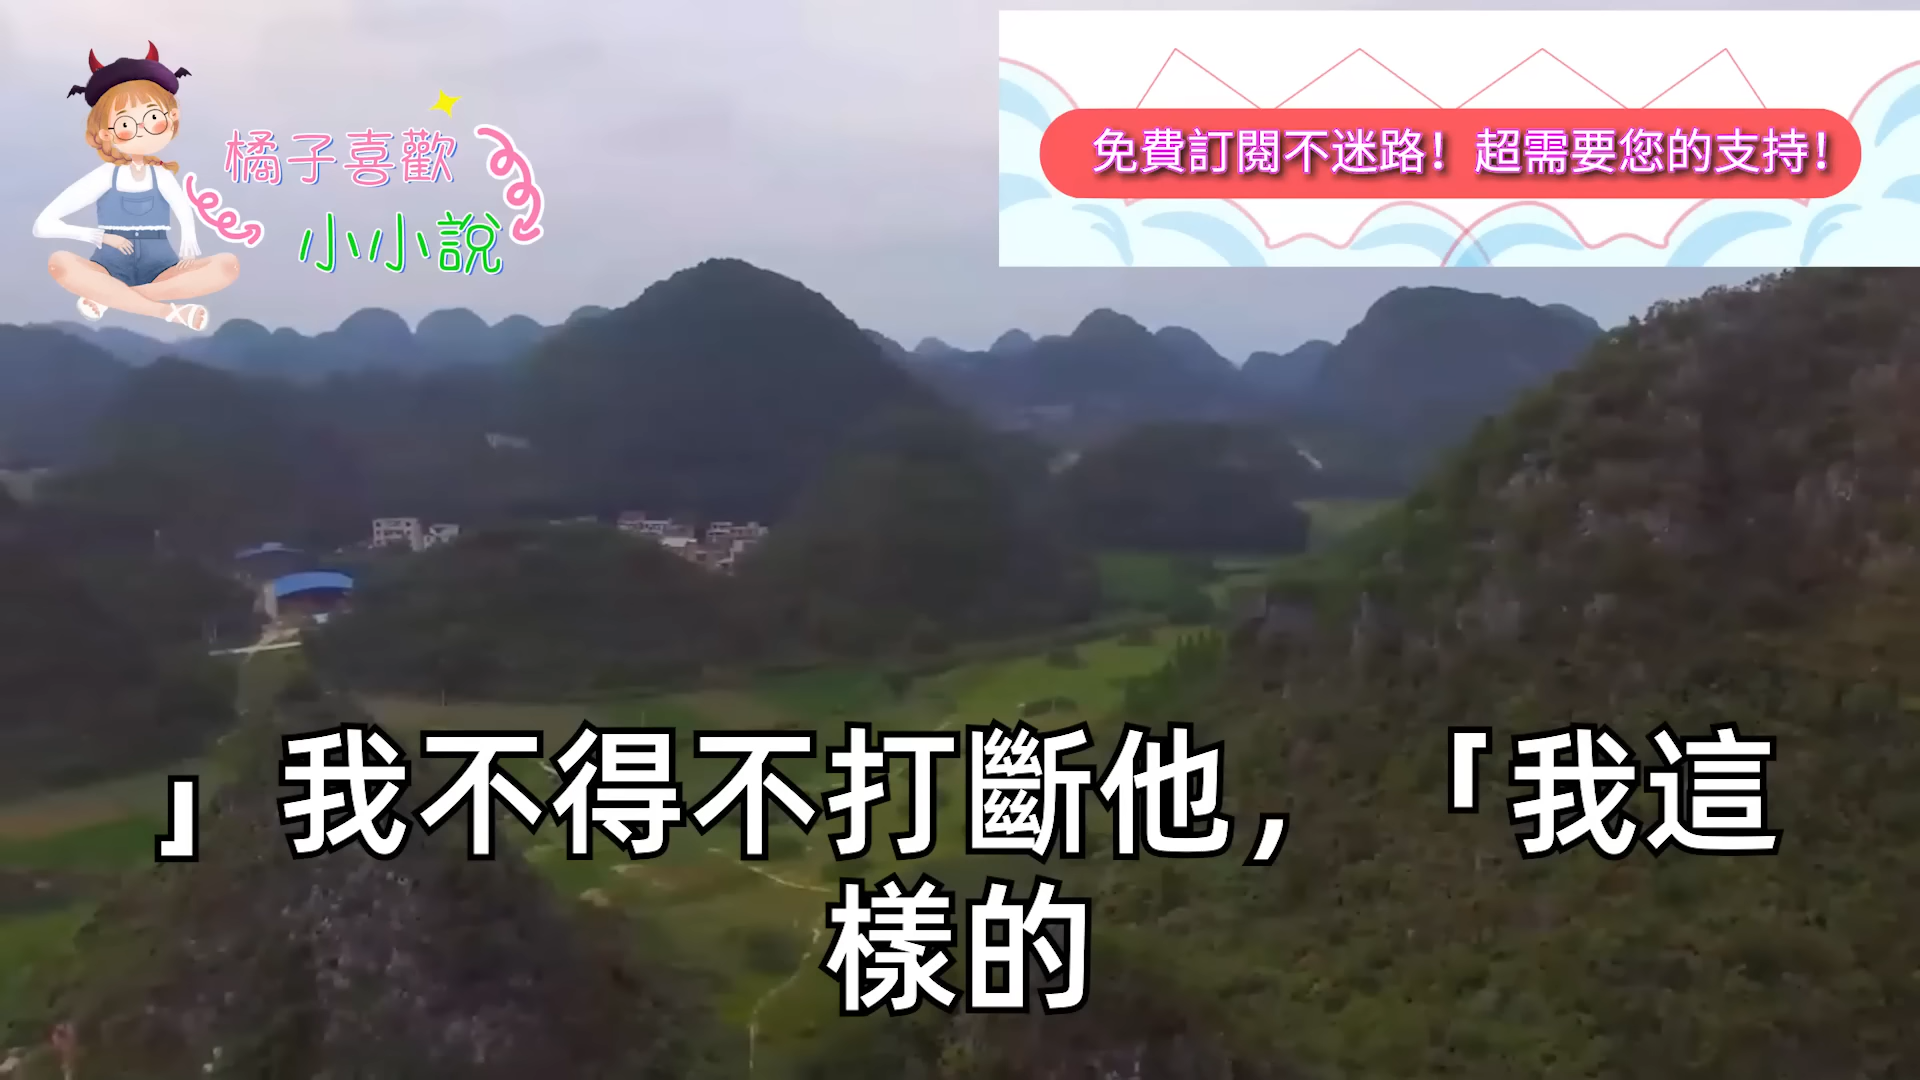 橘子喜歡
小小說
免費訂閱不迷路！超需要您的支持！
」我不得不打斷他，「我這
樣的